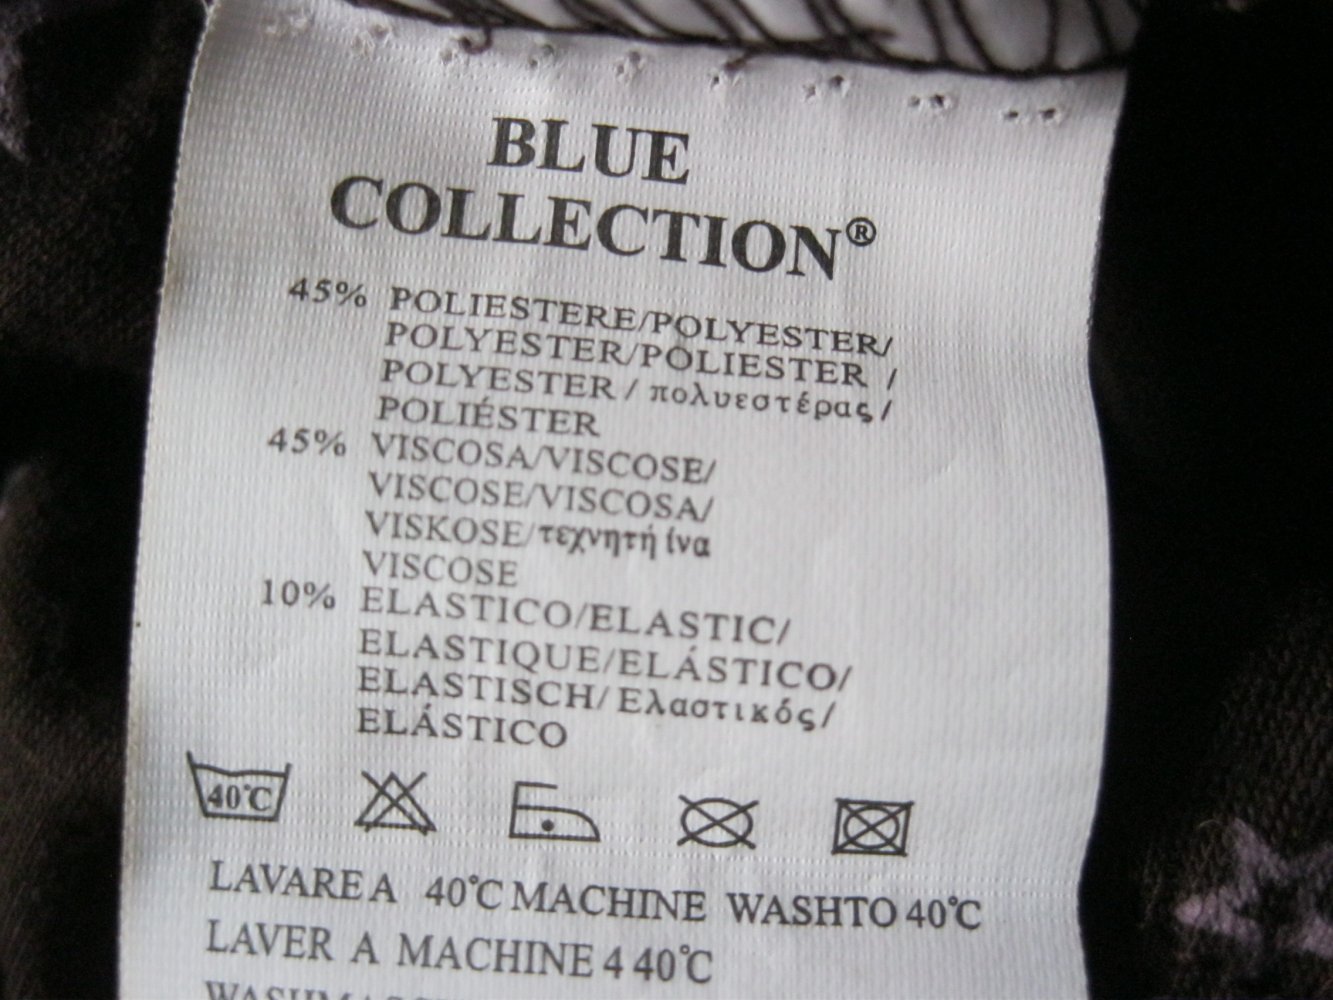 BLUE
COLLECTION®
45% POLIESTERE/POLYESTER/
POLYESTER/POLIESTER /
POLYESTER / πολυεστέρας/
POLIÉSTER
45% VISCOSA/VISCOSE/
VISCOSE/VISCOSA/
VISKOSE/τεχνητή ίνα
VISCOSE
10% ELASTICO/ELASTIC/
ELASTIQUE/ELÁSTICO/
ELASTISCH/Ελαστικός/
ELÁSTICO
40°C
LAVARE A 40°C MACHINE WASHTO 40°C
LAVER A MACHINE 4 40°C